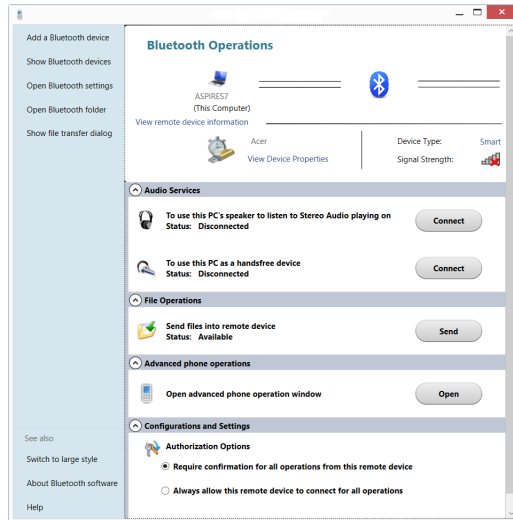 Add a Bluetooth device
Show Bluetooth devices
Open Bluetooth settings
Open Bluetooth folder
Show file transfer dialog
See also
Switch to large style
About Bluetooth software
Help
Bluetooth Operations
ASPIRES7
(This Computer)
View remote device information
Acer
View Device Properties
Device Type: Smart
Signal Strength:
Audio Services
To use this PC's speaker to listen to Stereo Audio playing on
Status: Disconnected
Connect
To use this PC as a handsfree device
Status: Disconnected
Connect
File Operations
Send files into remote device
Status: Available
Send
Advanced phone operations
Open advanced phone operation window
Open
Configurations and Settings
Authorization Options
Require confirmation for all operations from this remote device
Always allow this remote device to connect for all operations